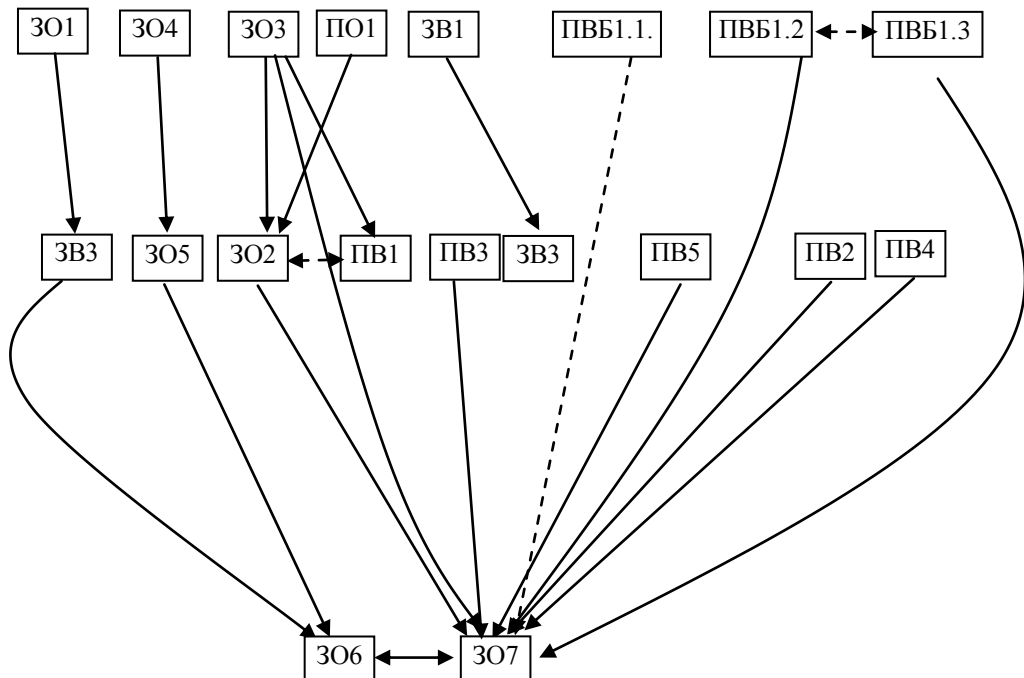 ЗО1 ЗО4 ЗО3 ПО1 ЗВ1 ПВБ1.1. ПВБ1.2 ПВБ1.3
ЗВ3 ЗО5 ЗО2 ПВ1 ПВ3 ЗВ3 ПВ5 ПВ2 ПВ4
ЗО6 ЗО7